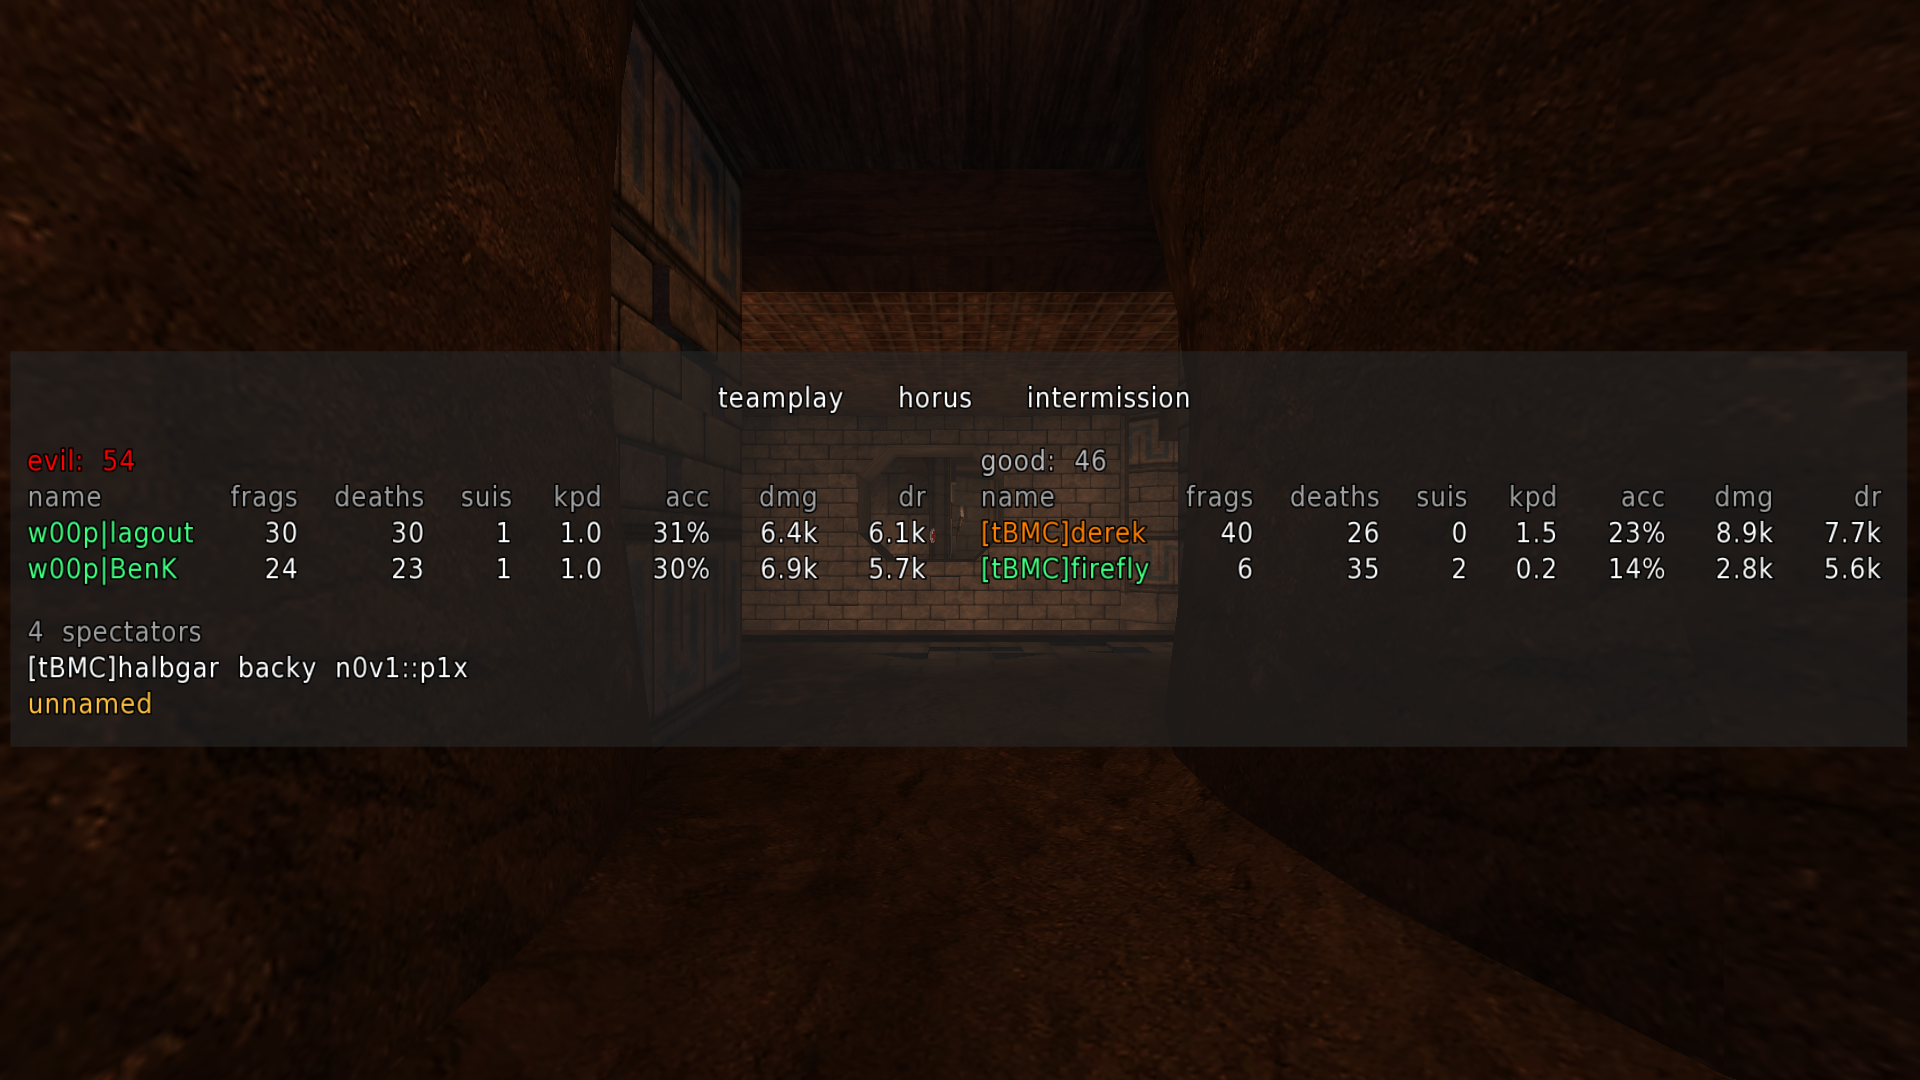 teamplay horus intermission
evil: 54
name frags deaths suis kpd acc dmg dr
w00p|lagout 30 30 1 1.0 31% 6.4k 6.1k
w00p|BenK 24 23 1 1.0 30% 6.9k 5.7k
good: 46
name frags deaths suis kpd acc dmg dr
[tBMC]derek 40 26 0 1.5 23% 8.9k 7.7k
[tBMC]firefly 6 35 2 0.2 14% 2.8k 5.6k
4 spectators
[tBMC]halbgar backy n0v1::p1x
unnamed